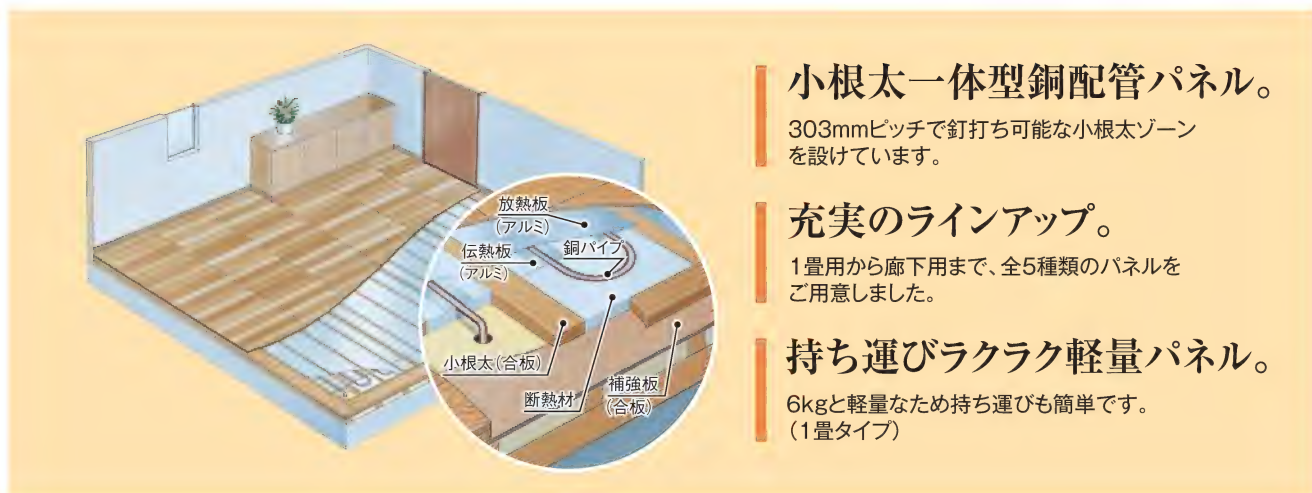 小根太一体型銅配管パネル。
303mmピッチで釘打ち可能な小根太ゾーン
を設けています。
充実のラインアップ。
1畳用から廊下用まで、全5種類のパネルを
ご用意しました。
持ち運びラクラク軽量パネル。
6kgと軽量なため持ち運びも簡単です。
（1畳タイプ）
放熱板
(アルミ)
伝熱板
(アルミ)
銅パイプ
小根太(合板)
断熱材
補強板
(合板)